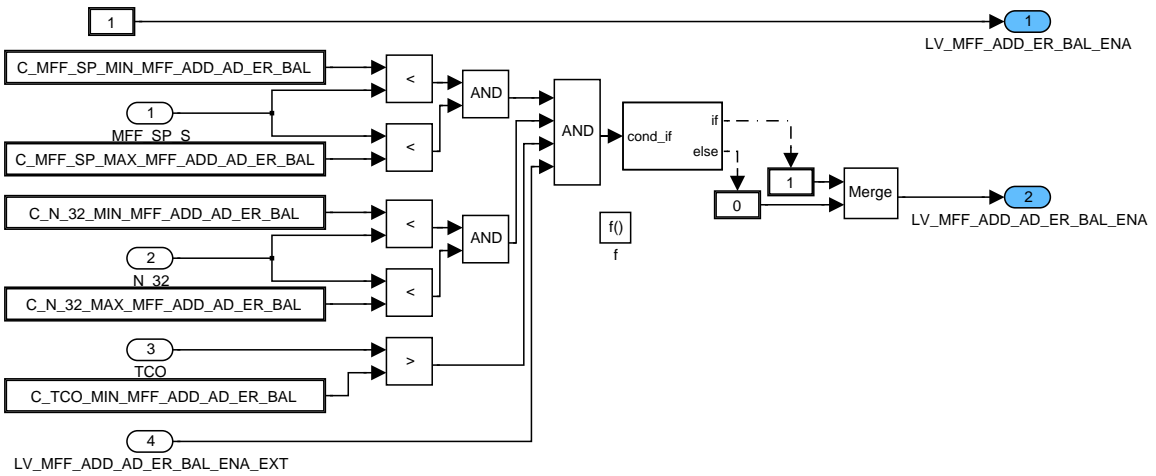 1
1
LV_MFF_ADD_ER_BAL_ENA
C_MFF_SP_MIN_MFF_ADD_AD_ER_BAL
<
AND
1
MFF_SP_S
<
C_MFF_SP_MAX_MFF_ADD_AD_ER_BAL
AND
cond_if
if
else
1
0
Merge
2
LV_MFF_ADD_AD_ER_BAL_ENA
C_N_32_MIN_MFF_ADD_AD_ER_BAL
<
AND
f()
f
2
N_32
<
C_N_32_MAX_MFF_ADD_AD_ER_BAL
3
TCO
>
C_TCO_MIN_MFF_ADD_AD_ER_BAL
4
LV_MFF_ADD_AD_ER_BAL_ENA_EXT